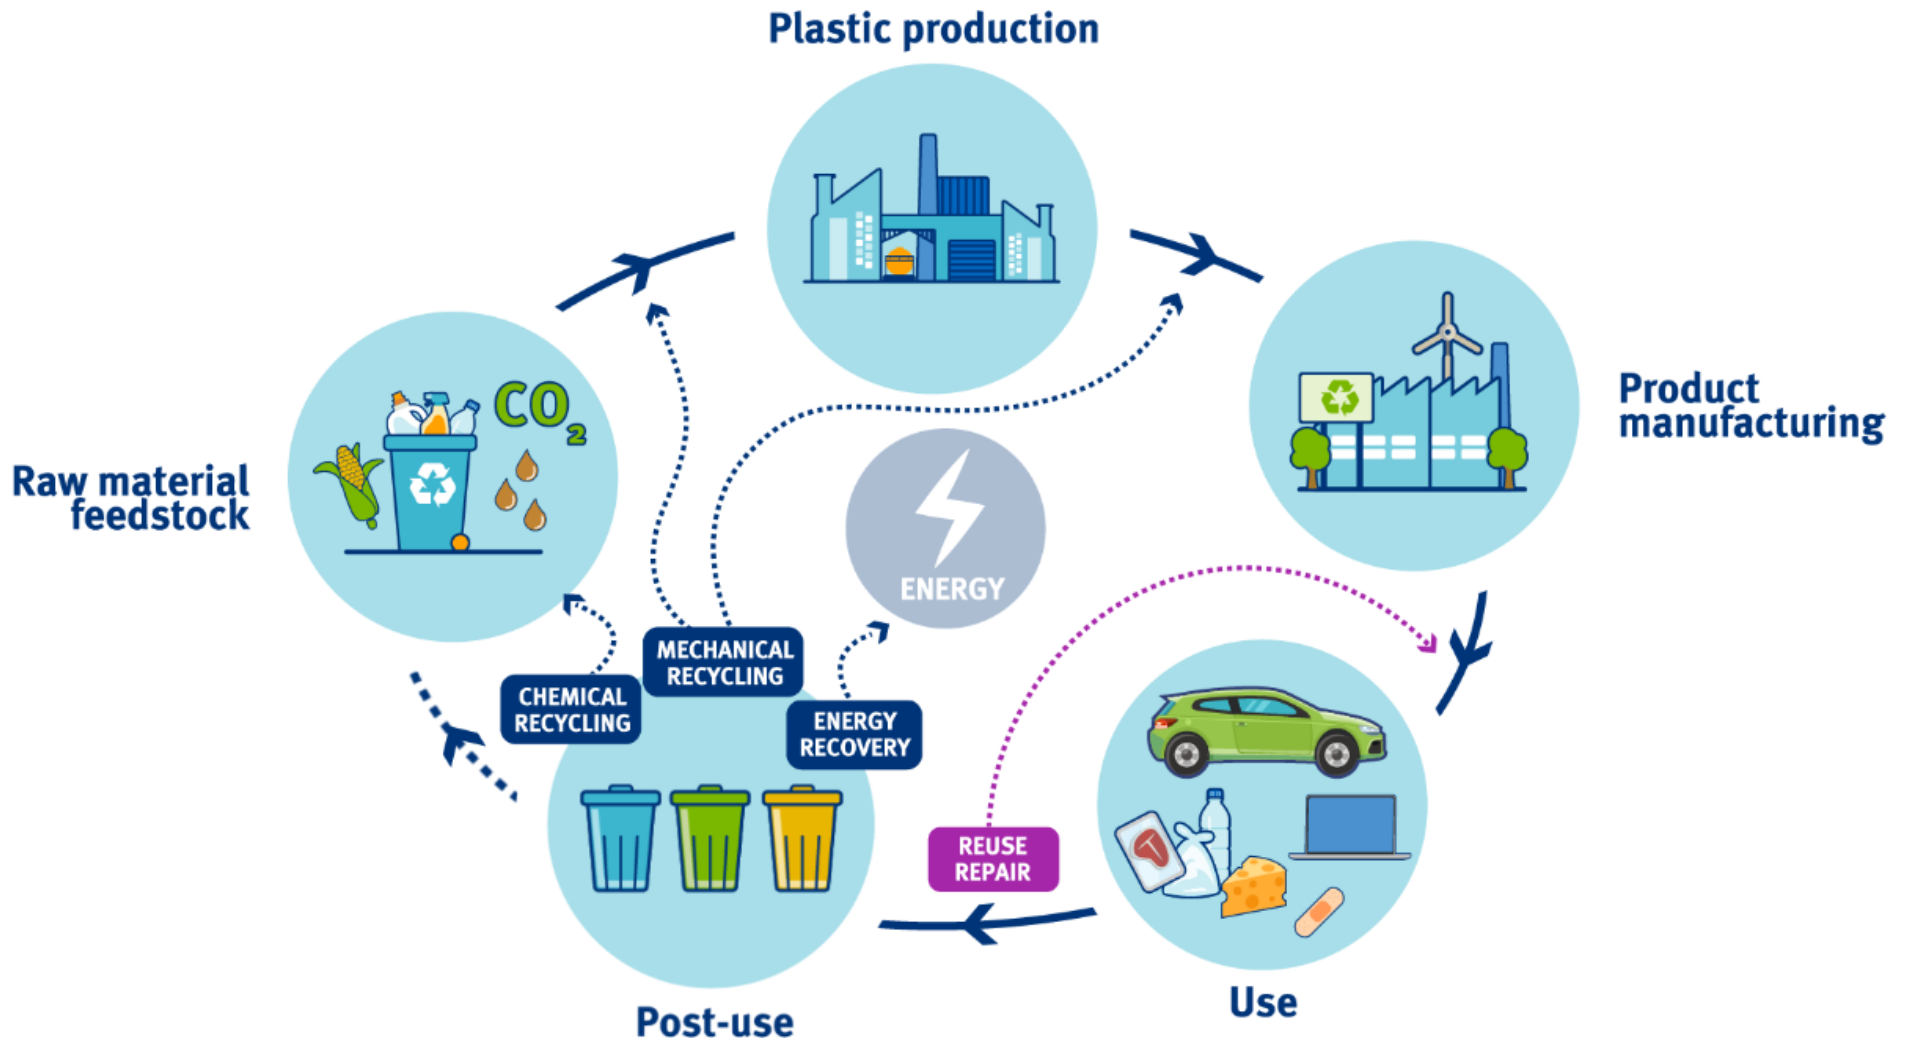 Plastic production
Product
manufacturing
Raw material
feedstock
CO2
ENERGY
MECHANICAL
RECYCLING
CHEMICAL
RECYCLING
ENERGY
RECOVERY
REUSE
REPAIR
Use
Post-use